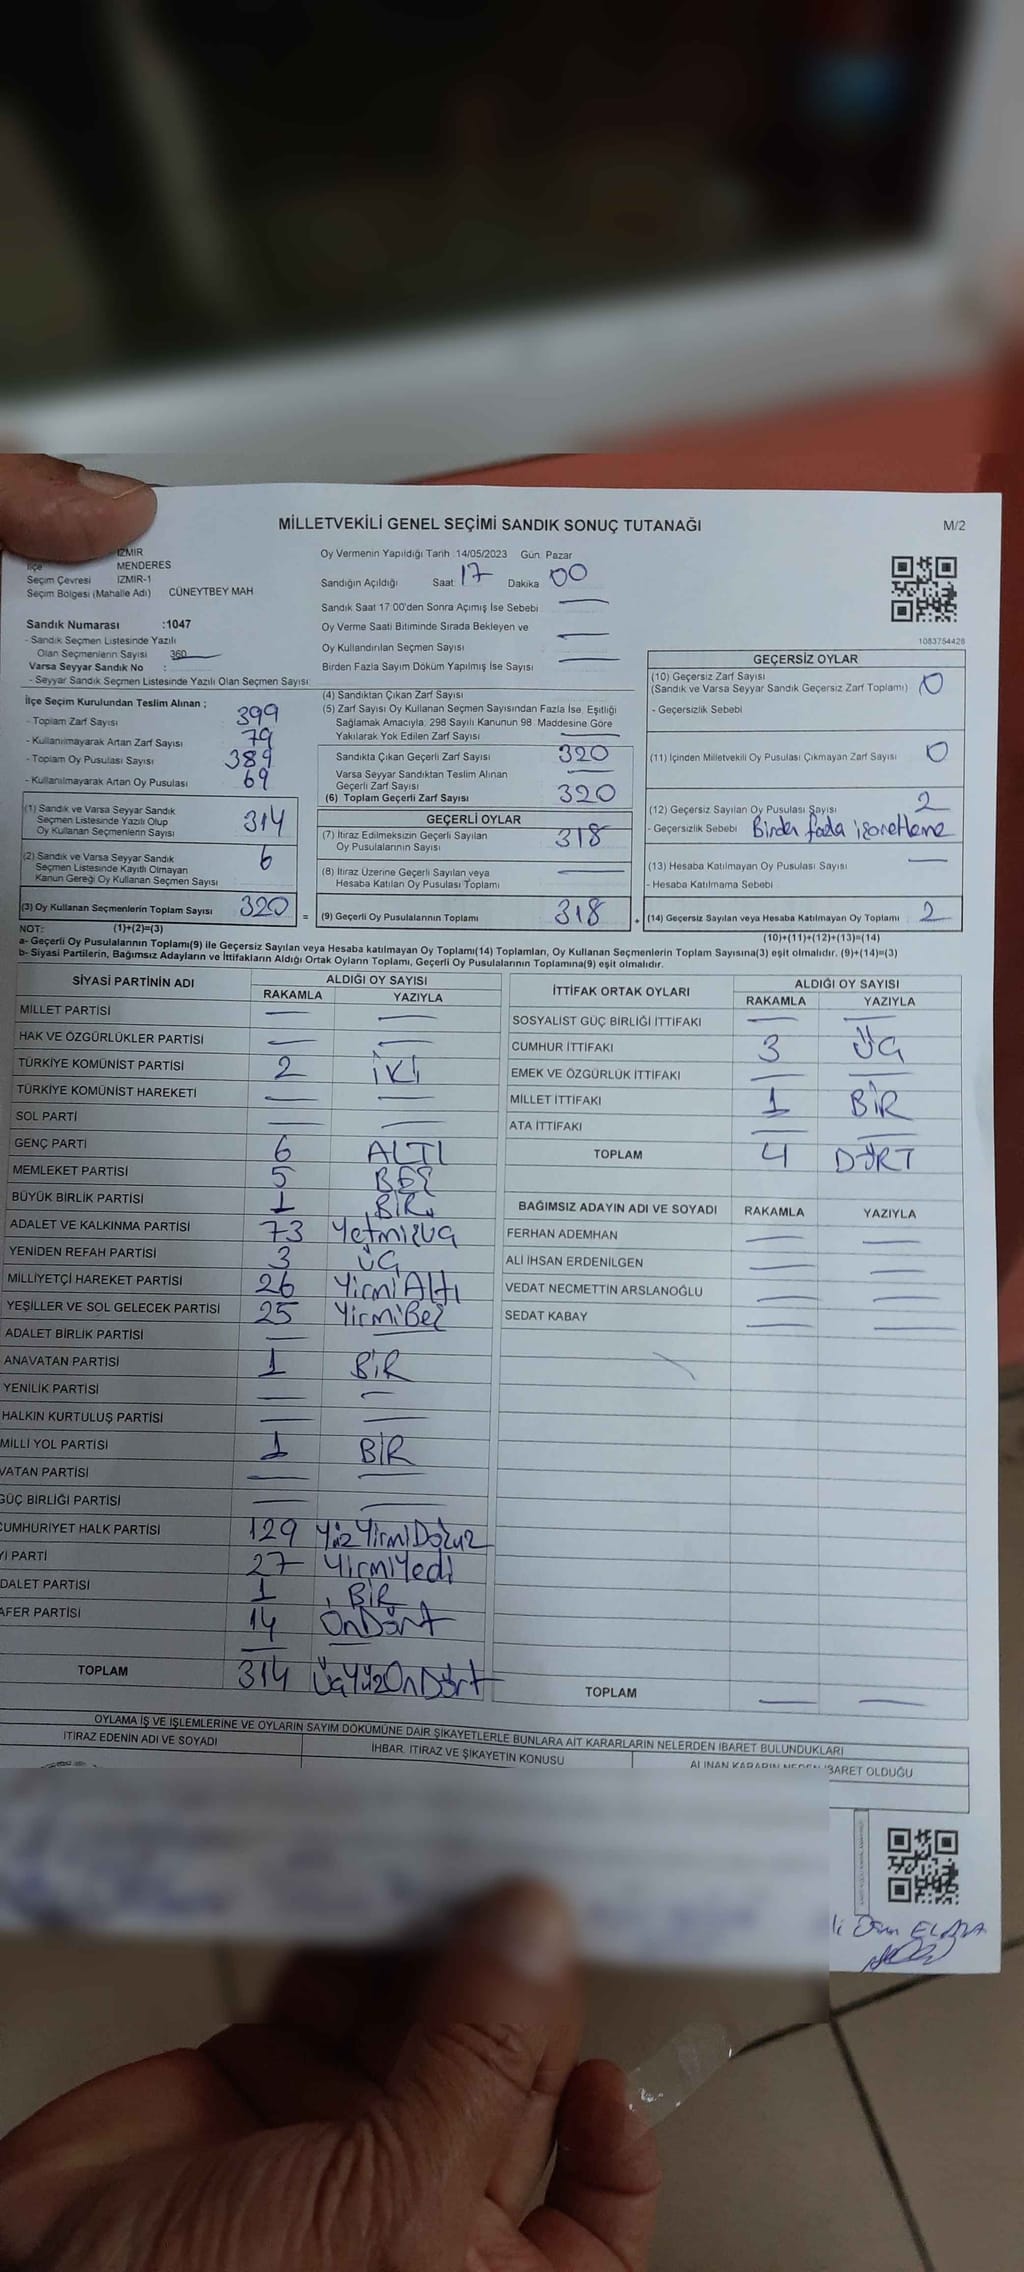 MİLLETVEKİLİ GENEL SEÇİMİ SANDIK SONUÇ TUTANAĞI
M/2
İZMİR
İlçe MENDERES
Seçim Çevresi İZMİR-1
Seçim Bölgesi (Mahalle Adı) CÜNEYTBEY MAH
Sandık Numarası :1047
- Sandık Seçmen Listesinde Yazılı
Olan Seçmenlerin Sayısı 360
Varsa Seyyar Sandık No :
- Seyyar Sandık Seçmen Listesinde Yazılı Olan Seçmen Sayısı
Oy Vermenin Yapıldığı Tarih :14/05/2023 Gün: Pazar
Sandığın Açıldığı Saat 17 Dakika 00
Sandık Saat 17:00'den Sonra Açımış İse Sebebi
Oy Verme Saati Bitiminde Sırada Bekleyen ve
Oy Kullandırılan Seçmen Sayısı
Birden Fazla Sayım Döküm Yapılmış İse Sayısı
1083754428
İlçe Seçim Kurulundan Teslim Alınan ;
- Toplam Zarf Sayısı 399
- Kullanılmayarak Artan Zarf Sayısı 79
- Toplam Oy Pusulası Sayısı 389
- Kullanılmayarak Artan Oy Pusulası 69
(1) Sandık ve Varsa Seyyar Sandık
Seçmen Listesinde Yazılı Olup
Oy Kullanan Seçmenlerin Sayısı 314
(2) Sandık ve Varsa Seyyar Sandık
Seçmen Listesinde Kayıtlı Olmayan
Kanun Gereği Oy Kullanan Seçmen Sayısı 6
(3) Oy Kullanan Seçmenlerin Toplam Sayısı 320 =
(4) Sandıktan Çıkan Zarf Sayısı
(5) Zarf Sayısı Oy Kullanan Seçmen Sayısından Fazla İse, Eşitliği
Sağlamak Amacıyla, 298 Sayılı Kanunun 98. Maddesine Göre
Yakılarak Yok Edilen Zarf Sayısı
Sandıkta Çıkan Geçerli Zarf Sayısı 320
Varsa Seyyar Sandıktan Teslim Alınan
Geçerli Zarf Sayısı
(6) Toplam Geçerli Zarf Sayısı 320
GEÇERLİ OYLAR
(7) İtiraz Edilmeksizin Geçerli Sayılan
Oy Pusulalarının Sayısı 318
(8) İtiraz Üzerine Geçerli Sayılan veya
Hesaba Katılan Oy Pusulası Toplamı
(9) Geçerli Oy Pusulalarının Toplamı 318 +
GEÇERSİZ OYLAR
(10) Geçersiz Zarf Sayısı
(Sandık ve Varsa Seyyar Sandık Geçersiz Zarf Toplamı) 0
- Geçersizlik Sebebi
(11) İçinden Milletvekili Oy Pusulası Çıkmayan Zarf Sayısı 0
(12) Geçersiz Sayılan Oy Pusulası Sayısı 2
- Geçersizlik Sebebi Birden fazla işaretleme
(13) Hesaba Katılmayan Oy Pusulası Sayısı
- Hesaba Katılmama Sebebi
(14) Geçersiz Sayılan veya Hesaba Katılmayan Oy Toplamı 2
NOT: (1)+(2)=(3)
(10)+(11)+(12)+(13)=(14)
a- Geçerli Oy Pusulalarının Toplamı(9) ile Geçersiz Sayılan veya Hesaba katılmayan Oy Toplamı(14) Toplamları, Oy Kullanan Seçmenlerin Toplam Sayısına(3) eşit olmalıdır. (9)+(14)=(3)
b- Siyasi Partilerin, Bağımsız Adayların ve İttifakların Aldığı Ortak Oyların Toplamı, Geçerli Oy Pusulalarının Toplamına(9) eşit olmalıdır.
SİYASİ PARTİNİN ADI ALDIĞI OY SAYISI
RAKAMLA YAZIYLA
MİLLET PARTİSİ
HAK VE ÖZGÜRLÜKLER PARTİSİ
TÜRKİYE KOMÜNİST PARTİSİ 2 İKİ
TÜRKİYE KOMÜNİST HAREKETİ
SOL PARTİ
GENÇ PARTİ 6 ALTI
MEMLEKET PARTİSİ 5 BEŞ
BÜYÜK BİRLİK PARTİSİ 1 BİR
ADALET VE KALKINMA PARTİSİ 73 YetmişÜç
YENİDEN REFAH PARTİSİ 3 ÜÇ
MİLLİYETÇİ HAREKET PARTİSİ 26 YirmiAltı
YEŞİLLER VE SOL GELECEK PARTİSİ 25 YirmiBeş
ADALET BİRLİK PARTİSİ
ANAVATAN PARTİSİ 1 BİR
YENİLİK PARTİSİ
HALKIN KURTULUŞ PARTİSİ
MİLLİ YOL PARTİSİ 1 BİR
VATAN PARTİSİ
GÜÇ BİRLİĞİ PARTİSİ
CUMHURİYET HALK PARTİSİ 129 YüzYirmiDokuz
Yİ PARTİ 27 YirmiYedi
DALET PARTİSİ 1 BİR
AFER PARTİSİ 14 OnDört
TOPLAM 314 ÜçYüzOnDört
İTTİFAK ORTAK OYLARI ALDIĞI OY SAYISI
RAKAMLA YAZIYLA
SOSYALİST GÜÇ BİRLİĞİ İTTİFAKI
CUMHUR İTTİFAKI 3 ÜÇ
EMEK VE ÖZGÜRLÜK İTTİFAKI
MİLLET İTTİFAKI 1 BİR
ATA İTTİFAKI
TOPLAM 4 DÖRT
BAĞIMSIZ ADAYIN ADI VE SOYADI RAKAMLA YAZIYLA
FERHAN ADEMHAN
ALİ İHSAN ERDENİLGEN
VEDAT NECMETTİN ARSLANOĞLU
SEDAT KABAY
TOPLAM
OYLAMA İŞ VE İŞLEMLERİNE VE OYLARIN SAYIM DÖKÜMÜNE DAİR ŞİKAYETLERLE BUNLARA AİT KARARLARIN NELERDEN İBARET BULUNDUKLARI
İTİRAZ EDENİN ADI VE SOYADI
İHBAR, İTİRAZ VE ŞİKAYETİN KONUSU
ALINAN KARARIN NEDEN İBARET OLDUĞU